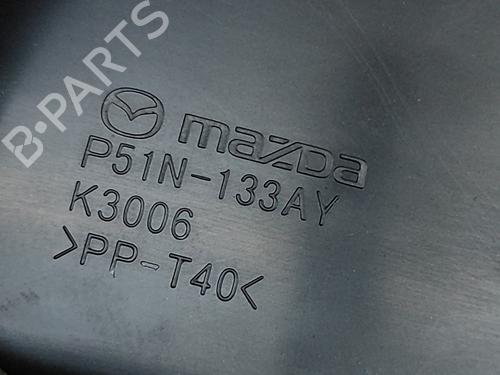 B-PARTS
mazda
P51N-133AY
K3006
>PP-T40<